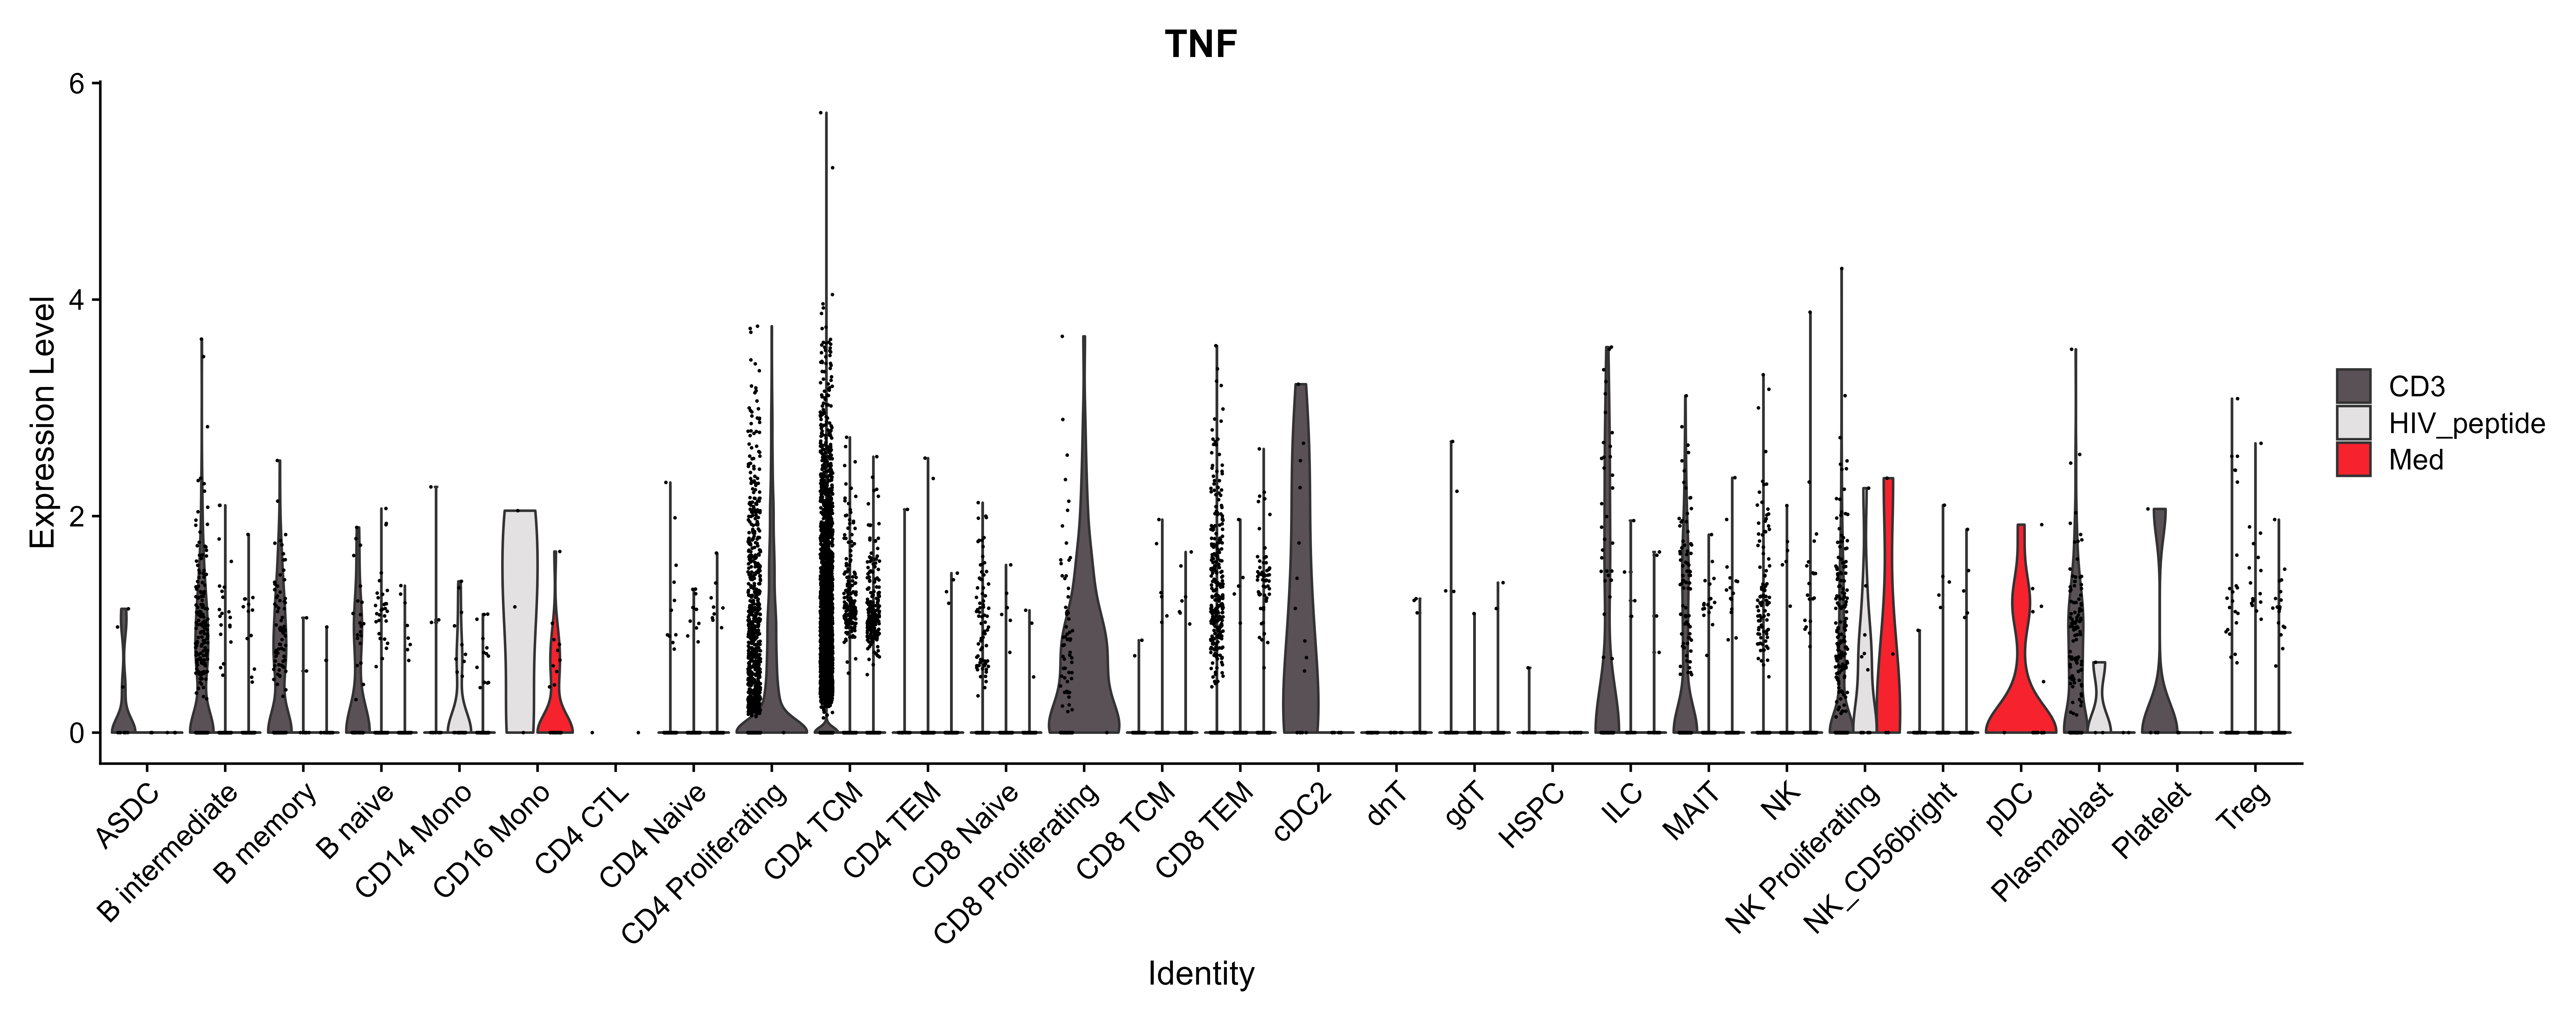 TNF
Expression Level
6
4
2
0
ASDC
B intermediate
B memory
B naive
CD14 Mono
CD16 Mono
CD4 CTL
CD4 Naive
CD4 Proliferating
CD4 TCM
CD4 TEM
CD8 Naive
CD8 Proliferating
CD8 TCM
CD8 TEM
cDC2
dnT
gdT
HSPC
ILC
MAIT
NK
NK Proliferating
NK_CD56bright
pDC
Plasmablast
Platelet
Treg
Identity
CD3
HIV_peptide
Med